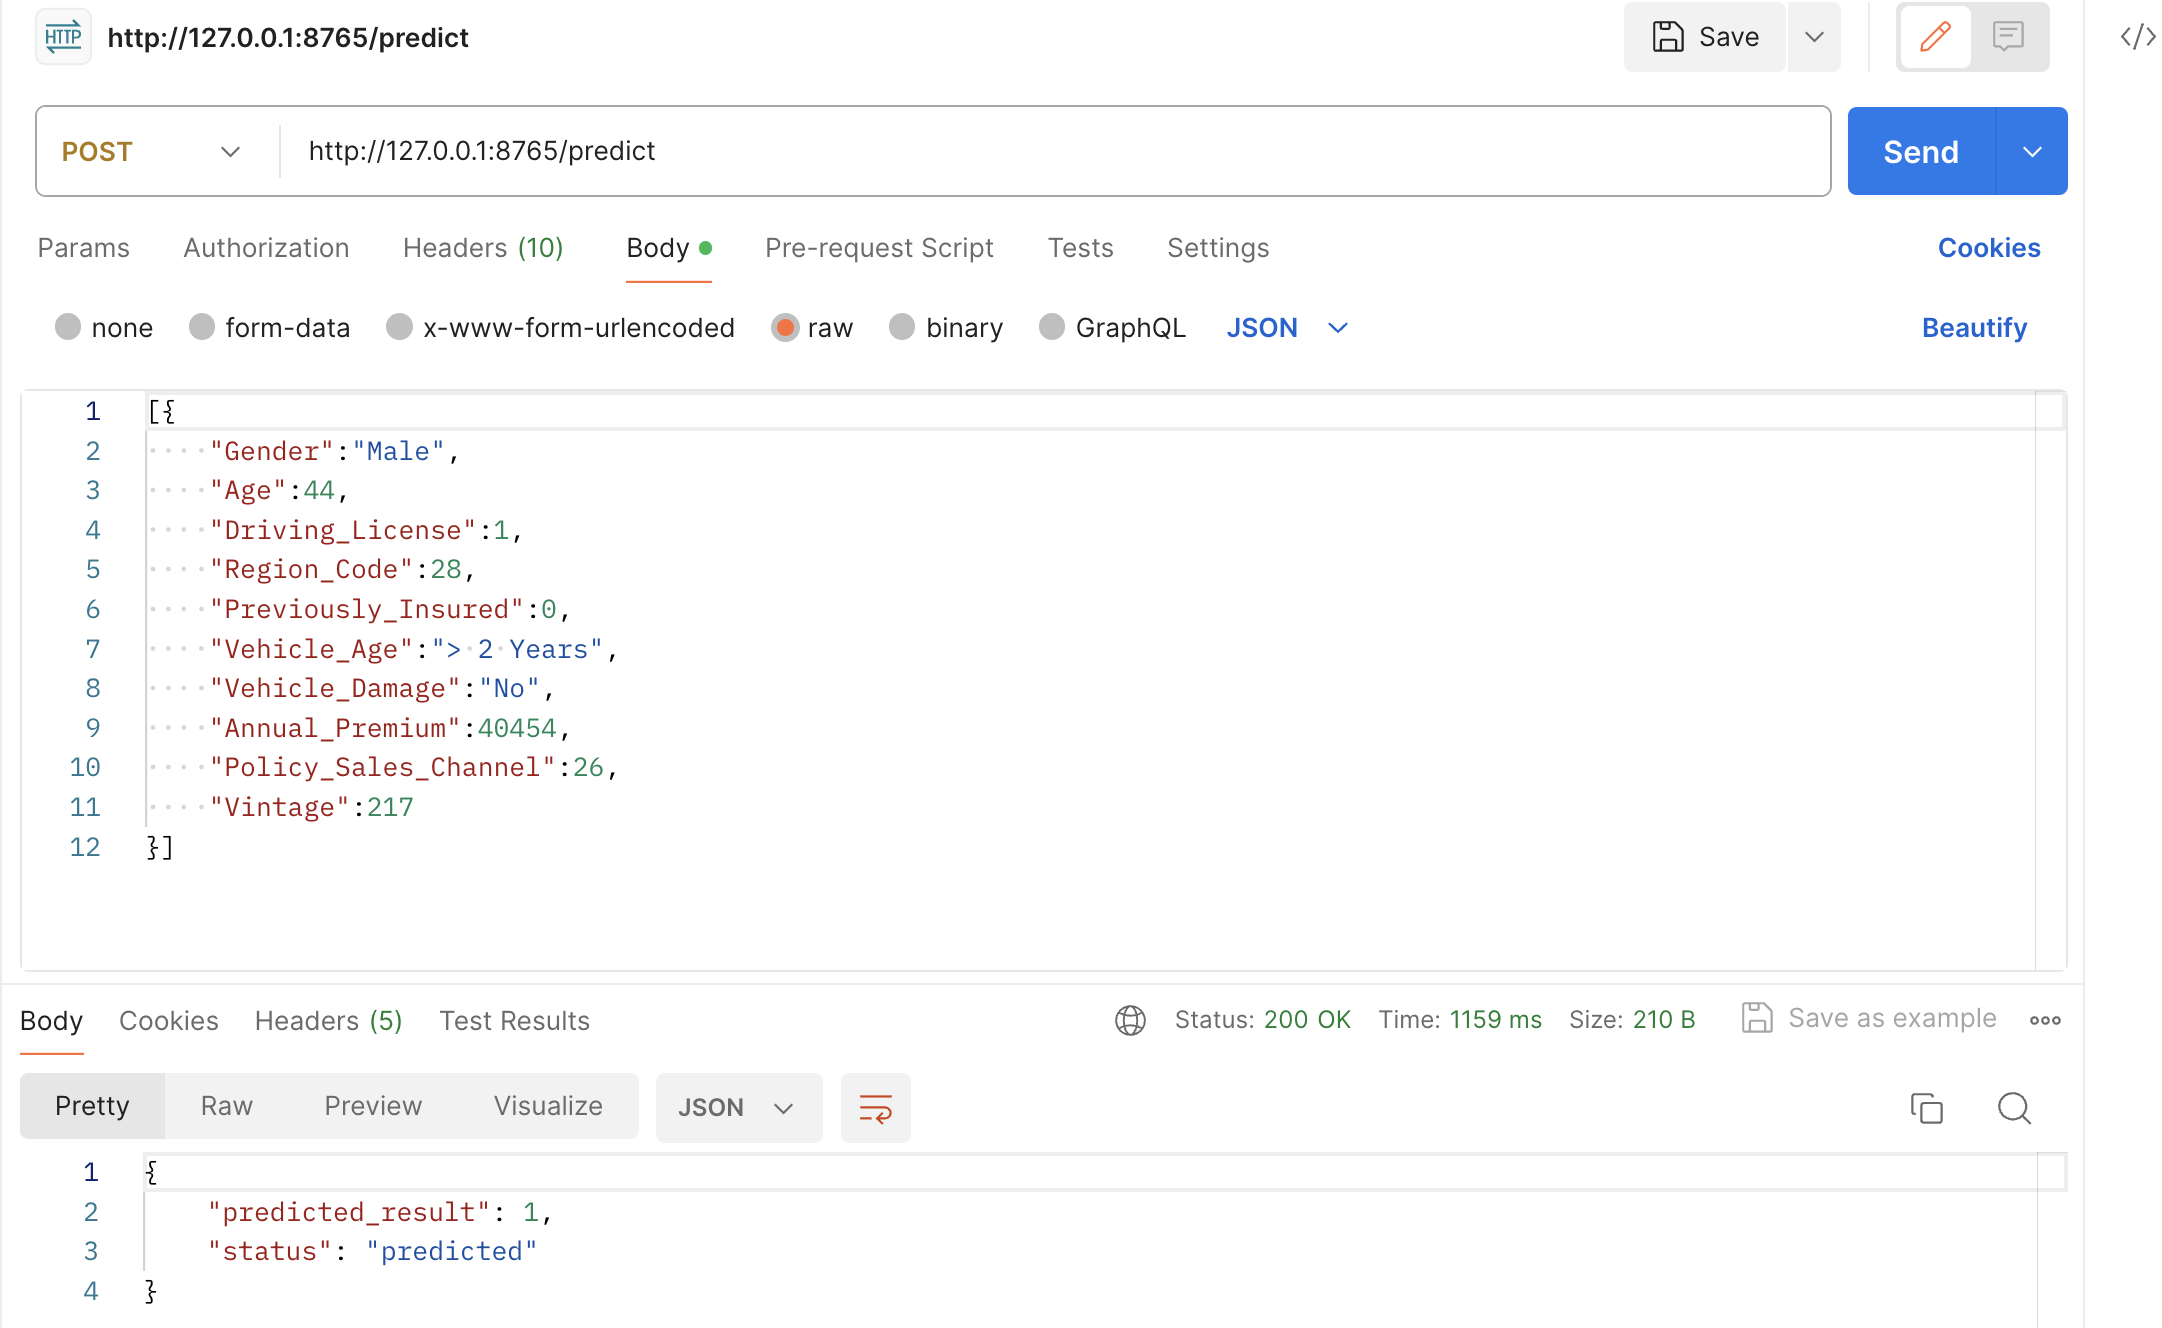 HTTP http://127.0.0.1:8765/predict Save
POST http://127.0.0.1:8765/predict Send
Params Authorization Headers (10) Body Pre-request Script Tests Settings Cookies
none form-data x-www-form-urlencoded raw binary GraphQL JSON Beautify
1 [{
2 "Gender":"Male",
3 "Age":44,
4 "Driving_License":1,
5 "Region_Code":28,
6 "Previously_Insured":0,
7 "Vehicle_Age":"> 2 Years",
8 "Vehicle_Damage":"No",
9 "Annual_Premium":40454,
10 "Policy_Sales_Channel":26,
11 "Vintage":217
12 }]
Body Cookies Headers (5) Test Results Status: 200 OK Time: 1159 ms Size: 210 B Save as example
Pretty Raw Preview Visualize JSON
1 {
2 "predicted_result": 1,
3 "status": "predicted"
4 }